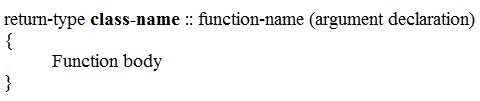 return-type class-name :: function-name (argument declaration)
{
Function body
}